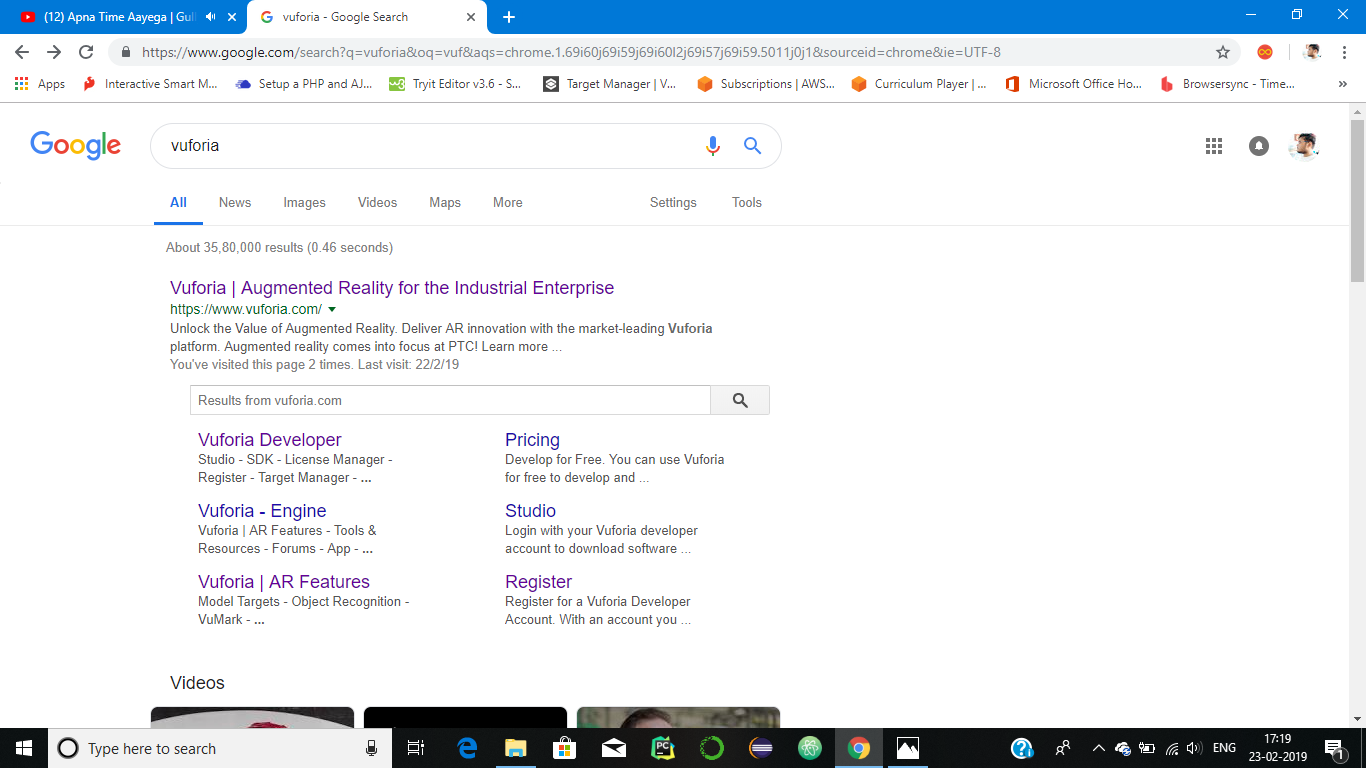 (12) Apna Time Aayega | Gull
vuforia - Google Search
https://www.google.com/search?q=vuforia&oq=vuf&aqs=chrome.1.69i60j69i59j69i60l2j69i57j69i59.5011j0j1&sourceid=chrome&ie=UTF-8
Apps Interactive Smart M... Setup a PHP and AJ... Tryit Editor v3.6 - S... Target Manager | V... Subscriptions | AWS... Curriculum Player | ... Microsoft Office Ho... Browsersync - Time... »
Google vuforia
All News Images Videos Maps More Settings Tools
About 35,80,000 results (0.46 seconds)
Vuforia | Augmented Reality for the Industrial Enterprise
https://www.vuforia.com/
Unlock the Value of Augmented Reality. Deliver AR innovation with the market-leading Vuforia
platform. Augmented reality comes into focus at PTC! Learn more ...
You've visited this page 2 times. Last visit: 22/2/19
Results from vuforia.com
Vuforia Developer
Studio - SDK - License Manager -
Register - Target Manager - ...
Pricing
Develop for Free. You can use Vuforia
for free to develop and ...
Vuforia - Engine
Vuforia | AR Features - Tools &
Resources - Forums - App - ...
Studio
Login with your Vuforia developer
account to download software ...
Vuforia | AR Features
Model Targets - Object Recognition -
VuMark - ...
Register
Register for a Vuforia Developer
Account. With an account you ...
Videos
Type here to search
PC
ENG
17:19
23-02-2019
1